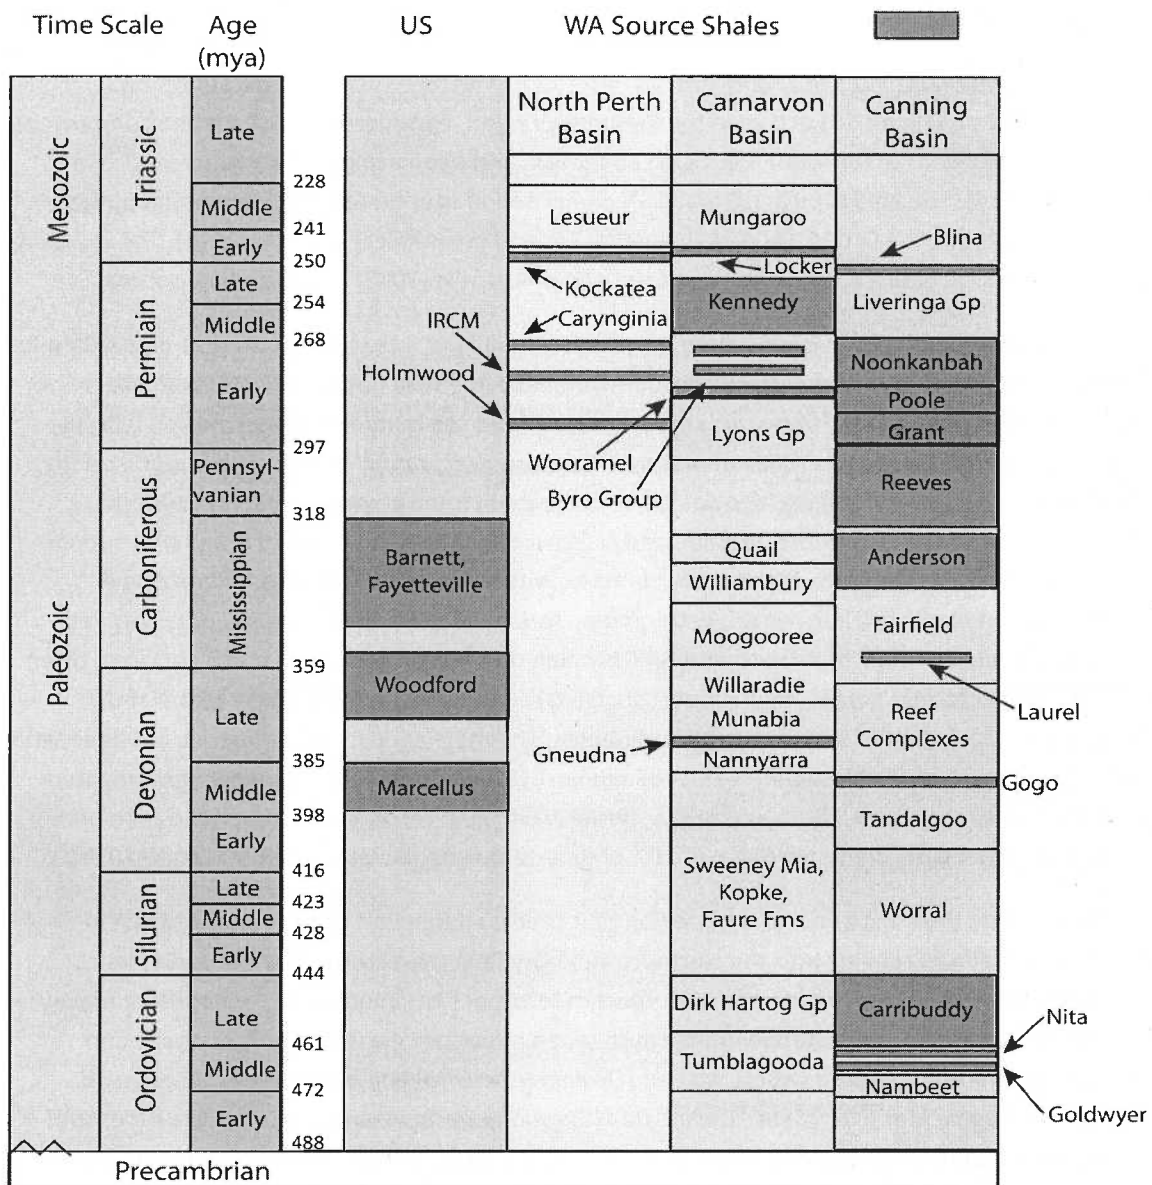 Time Scale
Age
(mya)
US
WA Source Shales
North Perth
Basin
Carnarvon
Basin
Canning
Basin
Mesozoic
Paleozoic
Triassic
Permiain
Carboniferous
Devonian
Silurian
Ordovician
Late
228
Middle
241
Early
250
Late
254
Middle
268
Early
297
Pennsyl-
vanian
318
Mississippian
359
Late
385
Middle
398
Early
416
Late
423
Middle
428
Early
444
Late
461
Middle
472
Early
488
Precambrian
Barnett,
Fayetteville
Woodford
Marcellus
Lesueur
Kockatea
Carynginia
IRCM
Holmwood
Mungaroo
Locker
Kennedy
Wooramel
Byro Group
Lyons Gp
Quail
Williambury
Moogooree
Willaradie
Munabia
Gneudna
Nannyarra
Sweeney Mia,
Kopke,
Faure Fms
Dirk Hartog Gp
Tumblagooda
Blina
Liveringa Gp
Noonkanbah
Poole
Grant
Reeves
Anderson
Fairfield
Laurel
Reef
Complexes
Gogo
Tandalgoo
Worral
Carribuddy
Nita
Goldwyer
Nambeet